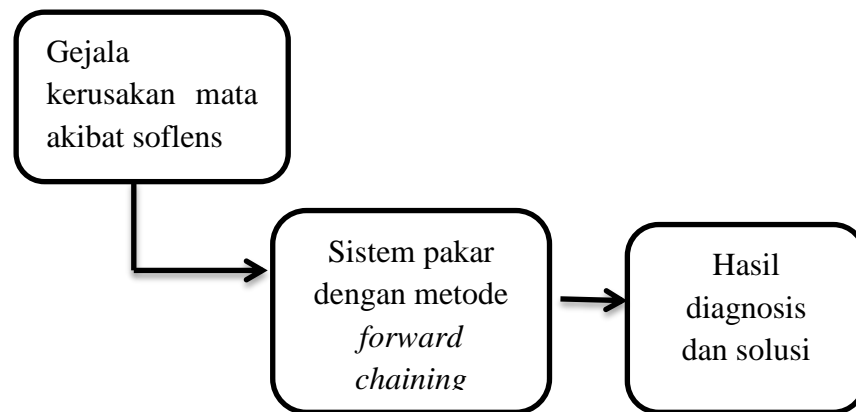 Gejala
kerusakan mata
akibat soflens
Sistem pakar
dengan metode
forward
chaining
Hasil
diagnosis
dan solusi